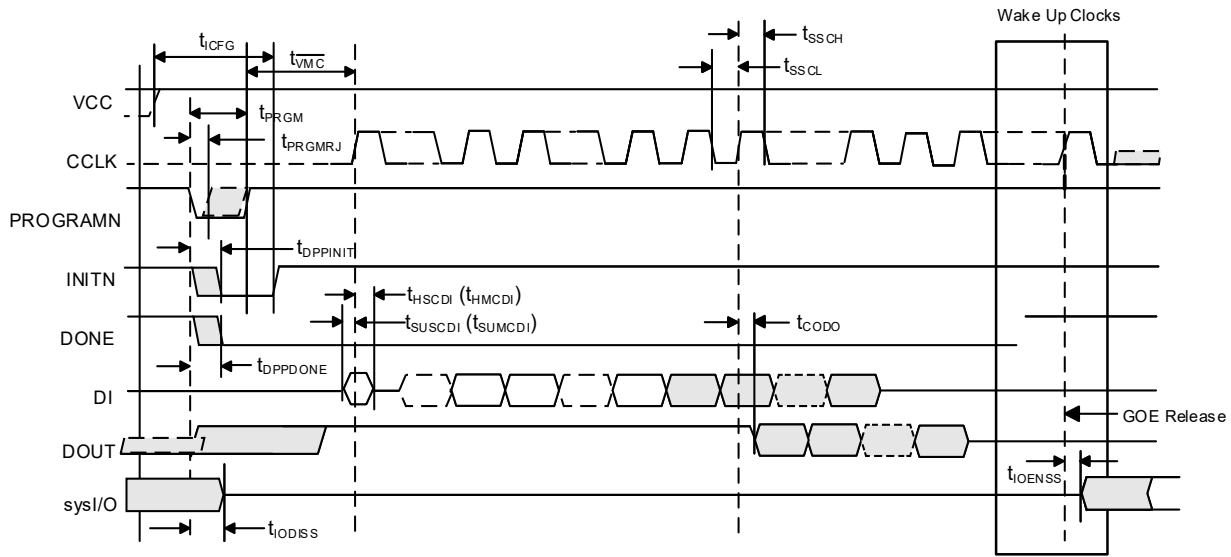 Wake Up Clocks
tICFG
tVMC
tSSCH
tSSCL
VCC
tPRGM
tPRGMRJ
CCLK
PROGRAMN
tDPPINIT
INITN
tHSCDI (tHMCDI)
tSUSCDI (tSUMCDI)
tCODO
DONE
tDPPDONE
DI
GOE Release
DOUT
tIOENSS
sysI/O
tIODISS